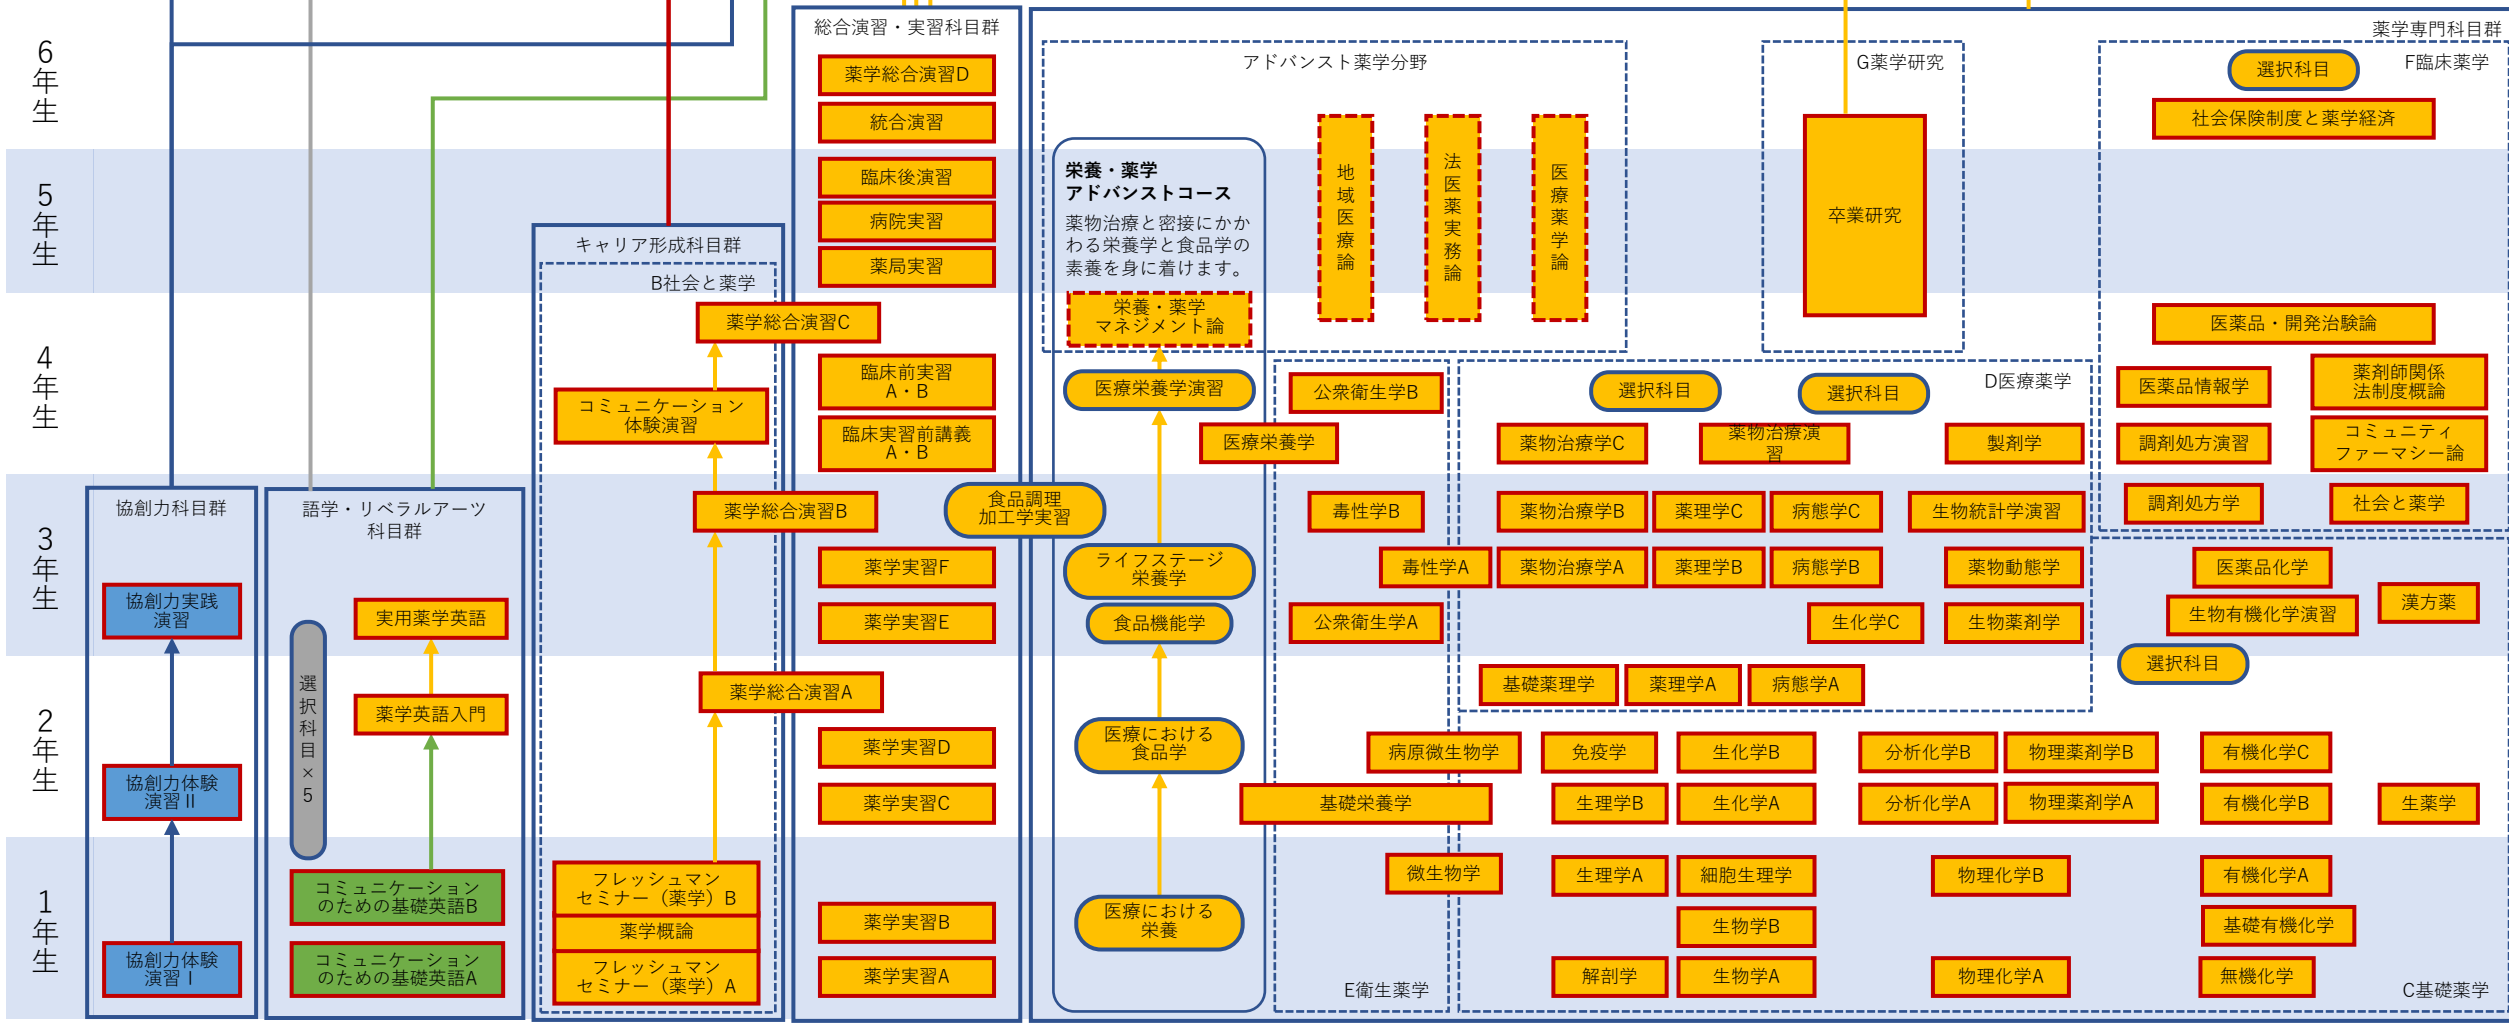 6年生
5年生
4年生
3年生
2年生
1年生
協創力科目群
協創力実践
演習
協創力体験
演習Ⅱ
協創力体験
演習Ⅰ
語学・リベラルアーツ
科目群
選択科目×5
実用薬学英語
薬学英語入門
コミュニケーション
のための基礎英語B
コミュニケーション
のための基礎英語A
キャリア形成科目群
B社会と薬学
薬学総合演習C
コミュニケーション
体験演習
薬学総合演習B
薬学総合演習A
フレッシュマン
セミナー（薬学）B
薬学概論
フレッシュマン
セミナー（薬学）A
総合演習・実習科目群
薬学総合演習D
統合演習
臨床後演習
病院実習
薬局実習
臨床前実習
A・B
臨床実習前講義
A・B
食品調理
加工学実習
薬学実習F
薬学実習E
薬学実習D
薬学実習C
薬学実習B
薬学実習A
薬学専門科目群
アドバンスト薬学分野
栄養・薬学
アドバンストコース
薬物治療と密接にかか
わる栄養学と食品学の
素養を身に着けます。
栄養・薬学
マネジメント論
医療栄養学演習
ライフステージ
栄養学
食品機能学
医療における
食品学
医療における
栄養
地域医療論
法医薬実務論
医療薬学論
G薬学研究
卒業研究
F臨床薬学
選択科目
社会保険制度と薬学経済
医薬品・開発治験論
医薬品情報学
薬剤師関係
法制度概論
調剤処方演習
コミュニティ
ファーマシー論
調剤処方学
社会と薬学
公衆衛生学B
医療栄養学
毒性学B
毒性学A
公衆衛生学A
病原微生物学
基礎栄養学
微生物学
E衛生薬学
D医療薬学
選択科目
選択科目
薬物治療学C
薬物治療演
習
製剤学
薬物治療学B
薬理学C
病態学C
生物統計学演習
薬物治療学A
薬理学B
病態学B
薬物動態学
生化学C
生物薬剤学
基礎薬理学
薬理学A
病態学A
医薬品化学
生物有機化学演習
漢方薬
選択科目
免疫学
生化学B
分析化学B
物理薬剤学B
有機化学C
生理学B
生化学A
分析化学A
物理薬剤学A
有機化学B
生薬学
生理学A
細胞生理学
物理化学B
有機化学A
生物学B
基礎有機化学
解剖学
生物学A
物理化学A
無機化学
C基礎薬学